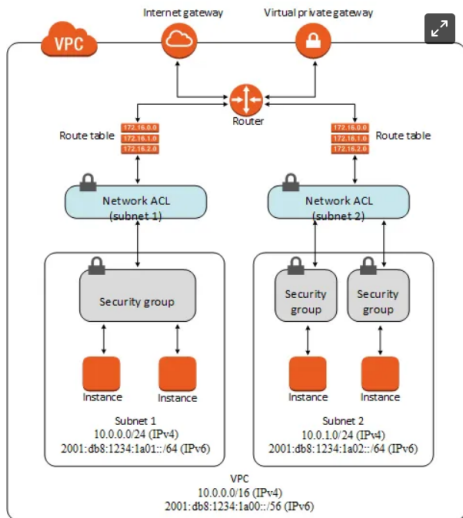 Internet gateway
Virtual private gateway
VPC
Router
Route table
172.16.0.0
172.16.1.0
172.16.2.0
172.16.0.0
172.16.1.0
172.16.2.0
Route table
Network ACL
(subnet 1)
Network ACL
(subnet 2)
Security group
Security
group
Security
group
Instance
Instance
Instance
Instance
Subnet 1
10.0.0.0/24 (IPv4)
2001:db8:1234:1a01::/64 (IPv6)
Subnet 2
10.0.1.0/24 (IPv4)
2001:db8:1234:1a02::/64 (IPv6)
VPC
10.0.0.0/16 (IPv4)
2001:db8:1234:1a00::/56 (IPv6)